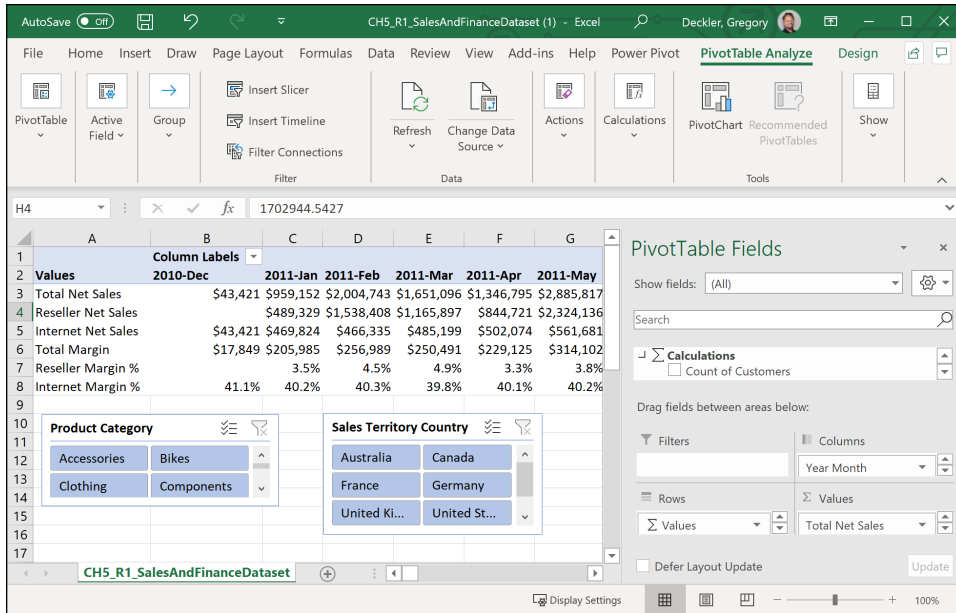 AutoSave Off CH5_R1_SalesAndFinanceDataset (1) - Excel Deckler, Gregory
File Home Insert Draw Page Layout Formulas Data Review View Add-ins Help Power Pivot PivotTable Analyze Design
PivotTable
Active Field
Group
Insert Slicer
Insert Timeline
Filter Connections
Filter
Refresh
Change Data Source
Data
Actions
Calculations
PivotChart
Recommended PivotTables
Tools
Show
H4 fx 1702944.5427
A B C D E F G
1 Column Labels
2 Values 2010-Dec 2011-Jan 2011-Feb 2011-Mar 2011-Apr 2011-May
3 Total Net Sales $43,421 $959,152 $2,004,743 $1,651,096 $1,346,795 $2,885,817
4 Reseller Net Sales $489,329 $1,538,408 $1,165,897 $844,721 $2,324,136
5 Internet Net Sales $43,421 $469,824 $466,335 $485,199 $502,074 $561,681
6 Total Margin $17,849 $205,985 $256,989 $250,491 $229,125 $314,102
7 Reseller Margin % 3.5% 4.5% 4.9% 3.3% 3.8%
8 Internet Margin % 41.1% 40.2% 40.3% 39.8% 40.1% 40.2%
9
10
11
12
13
14
15
16
17
Product Category
Accessories Bikes
Clothing Components
Sales Territory Country
Australia Canada
France Germany
United Ki... United St...
CH5_R1_SalesAndFinanceDataset
PivotTable Fields
Show fields: (All)
Search
Σ Calculations
Count of Customers
Drag fields between areas below:
Filters
Columns
Year Month
Rows
Σ Values
Σ Values
Total Net Sales
Defer Layout Update Update
Display Settings 100%